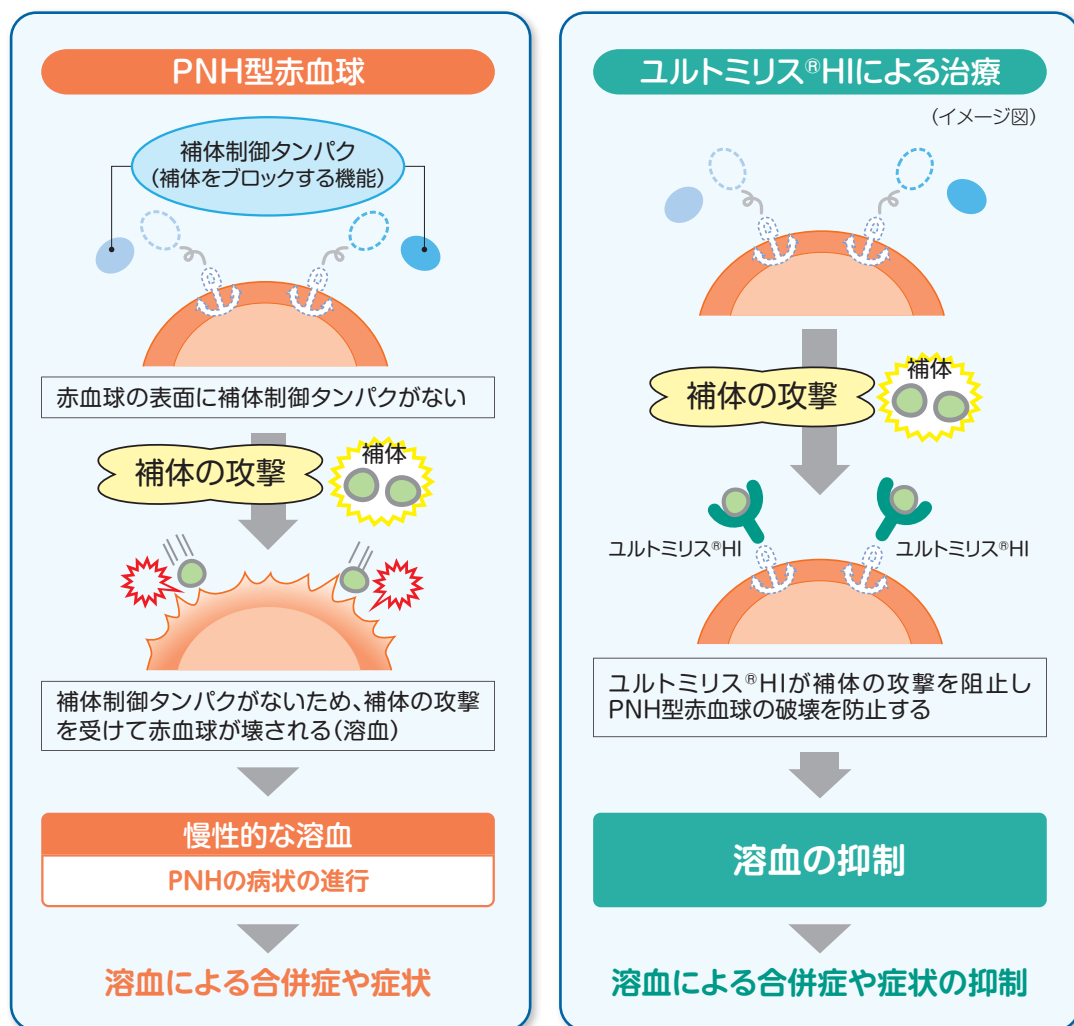 PNH型赤血球
補体制御タンパク
(補体をブロックする機能)
赤血球の表面に補体制御タンパクがない
補体の攻撃
補体
補体制御タンパクがないため、補体の攻撃
を受けて赤血球が壊される(溶血)
慢性的な溶血
PNHの病状の進行
溶血による合併症や症状
ユルトミリス®HIによる治療
(イメージ図)
補体の攻撃
補体
ユルトミリス®HI
ユルトミリス®HI
ユルトミリス®HIが補体の攻撃を阻止し
PNH型赤血球の破壊を防止する
溶血の抑制
溶血による合併症や症状の抑制